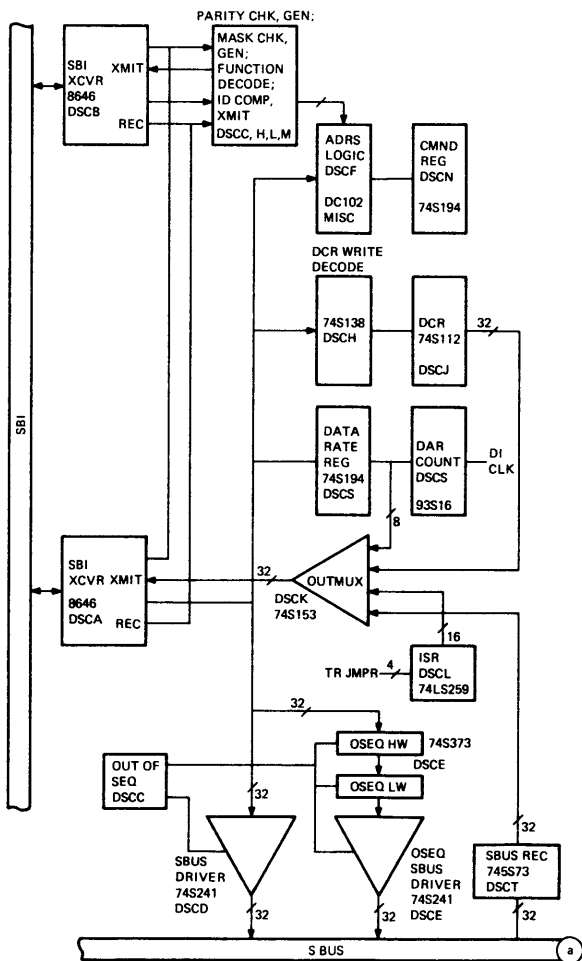 PARITY CHK, GEN;
SBI
XCVR
8646
DSCB
XMIT
REC
MASK CHK,
GEN;
FUNCTION
DECODE;
ID COMP,
XMIT
DSCC, H,L,M
ADRS
LOGIC
DSCF
DC102
MISC
CMND
REG
DSCN
74S194
DCR WRITE
DECODE
74S138
DSCH
DCR
74S112
DSCJ
32
SBI
DATA
RATE
REG
74S194
DSCS
DAR
COUNT
DSCS
93S16
DI
CLK
8
SBI
XCVR
8646
DSCA
XMIT
REC
32
OUTMUX
DSCK
74S153
16
TR JMPR
4
ISR
DSCL
74LS259
32
OSEQ HW
74S373
DSCE
OSEQ LW
OUT OF
SEQ
DSCC
32
SBUS
DRIVER
74S241
DSCD
OSEQ
SBUS
DRIVER
74S241
DSCE
32
SBUS REC
745S73
DSCT
32
32
32
S BUS
a